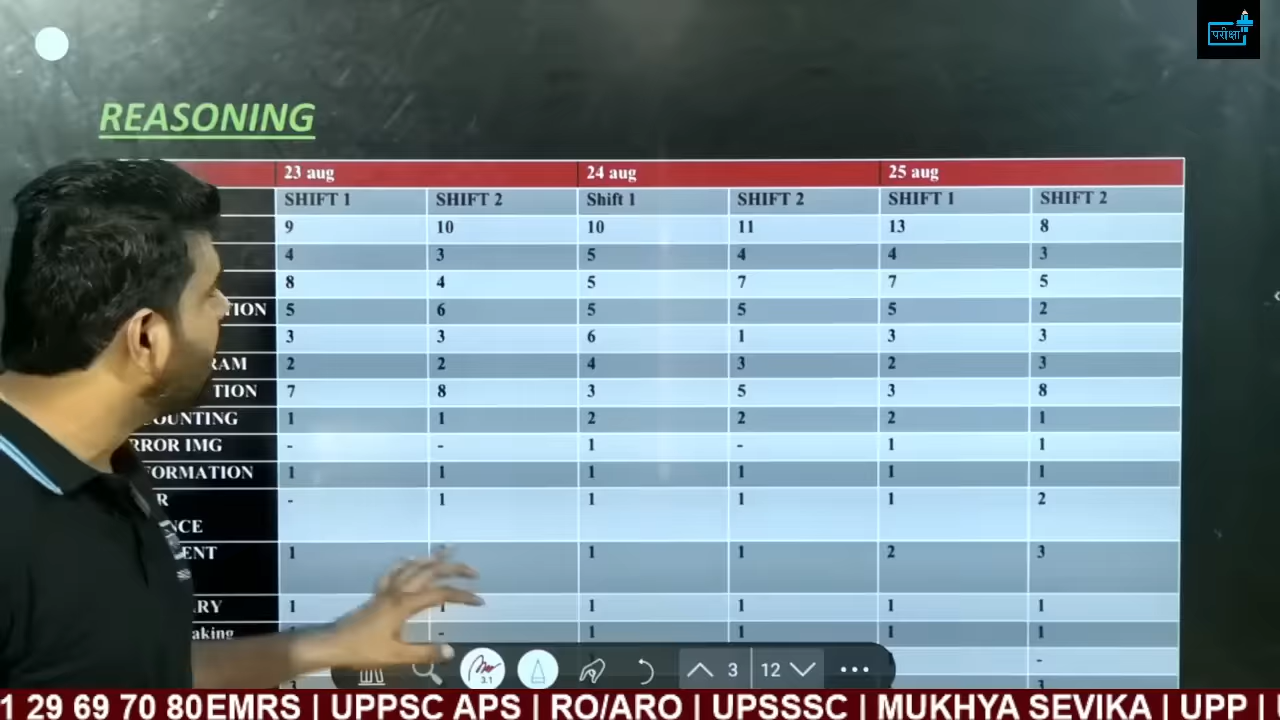 परीक्षा
REASONING
23 aug 24 aug 25 aug
SHIFT 1 SHIFT 2 Shift 1 SHIFT 2 SHIFT 1 SHIFT 2
9 10 10 11 13 8
4 3 5 4 4 3
8 4 5 7 7 5
TION 5 6 5 5 5 2
3 3 6 1 3 3
RAM 2 2 4 3 2 3
TION 7 8 3 5 3 8
COUNTING 1 1 2 2 2 1
RROR IMG - - 1 - 1 1
FORMATION 1 1 1 1 1 1
R - 1 1 1 1 2
NCE
ENT 1 1 1 2 3
ARY 1 1 1 1 1 1
aking - 1 1 1 1
-
3 3
3.1 3 12
1 29 69 70 80 EMRS | UPPSC APS | RO/ARO | UPSSSC | MUKHYA SEVIKA | UPP |